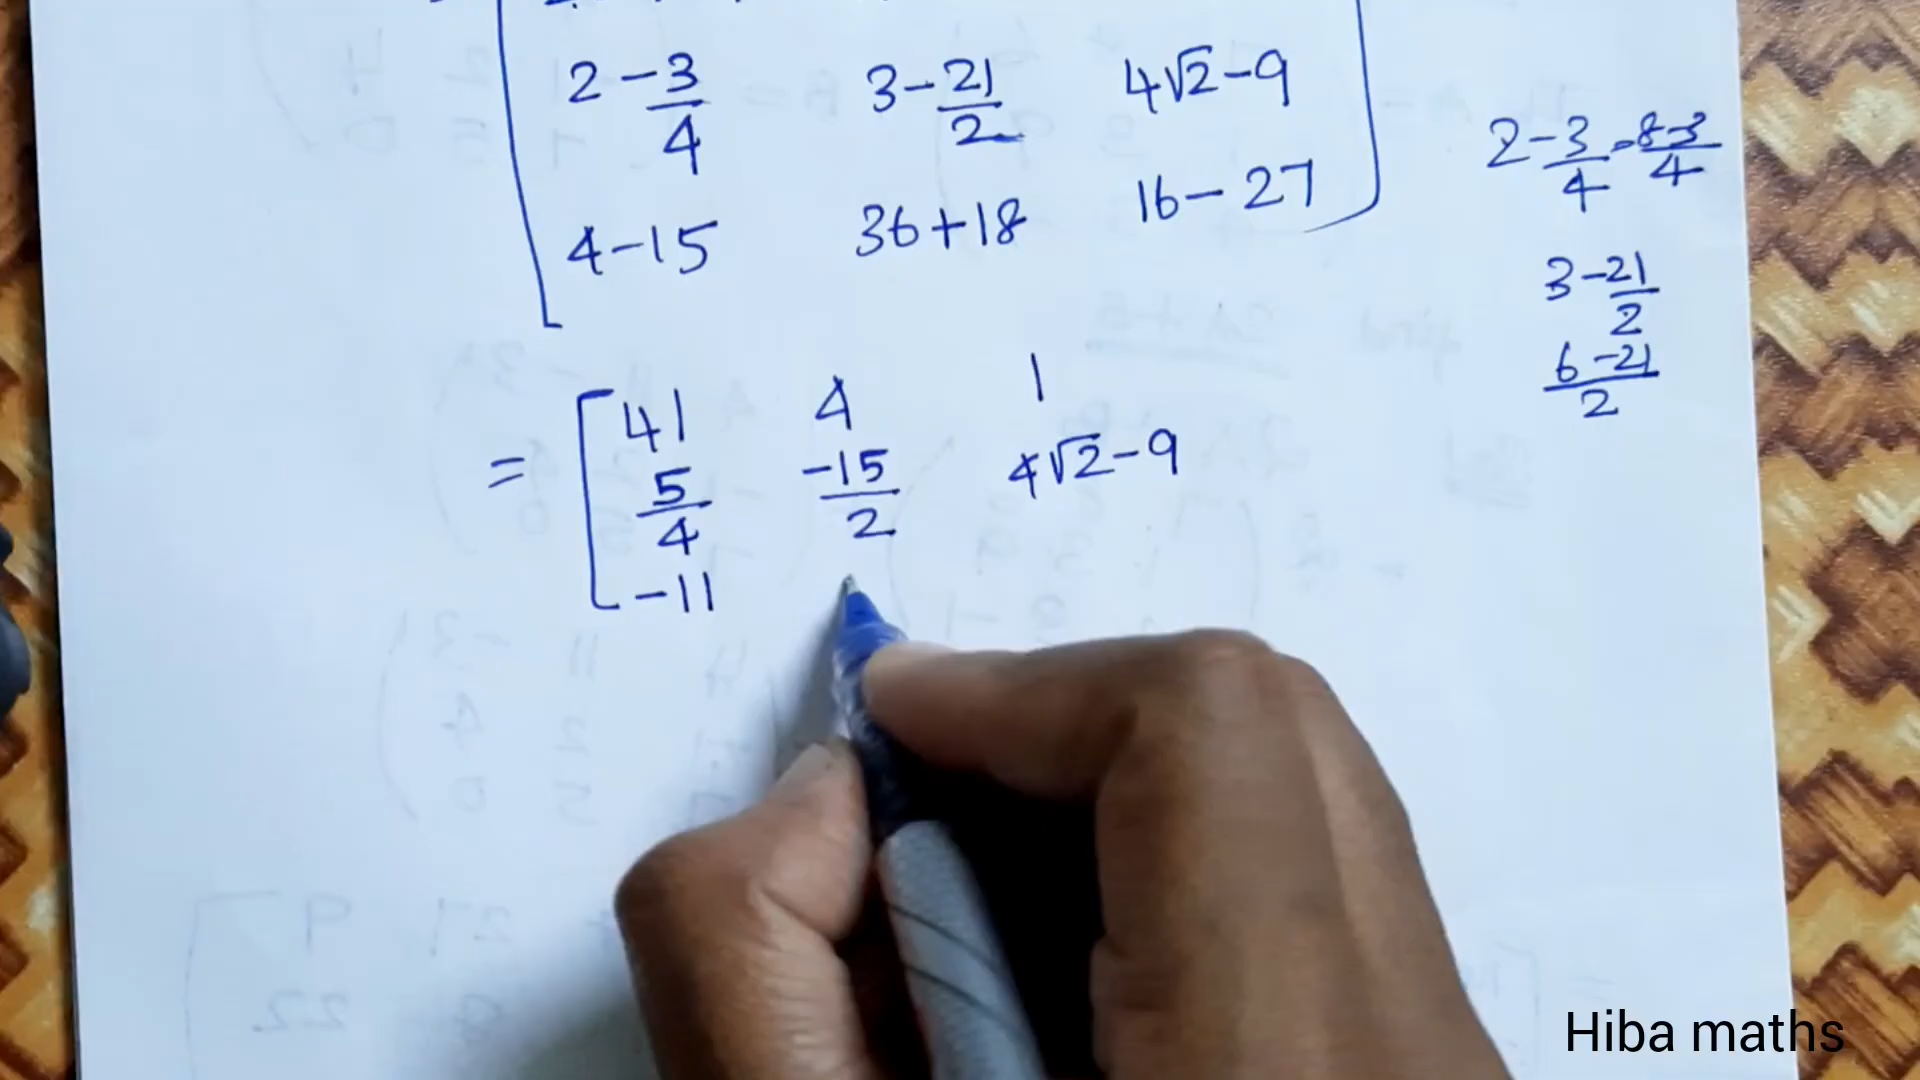 2 - 3/4 3 - 21/2 4√2 - 9
4 - 15 36 + 18 16 - 27
2 - 3/4 = 8-3/4
3 - 21/2
6 - 21/2
= [ 41 4 1
5/4 -15/2 4√2 - 9
-11
Hiba maths